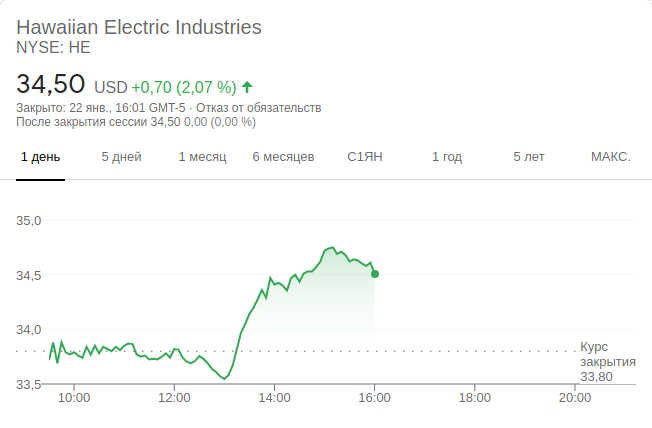 Hawaiian Electric Industries
NYSE: HE
34,50 USD +0,70 (2,07 %)
Закрыто: 22 янв., 16:01 GMT-5 · Отказ от обязательств
После закрытия сессии 34,50 0,00 (0,00 %)
1 день 5 дней 1 месяц 6 месяцев С1ЯН 1 год 5 лет МАКС.
35,0
34,5
34,0
Курс
закрытия
33,80
33,5
10:00 12:00 14:00 16:00 18:00 20:00